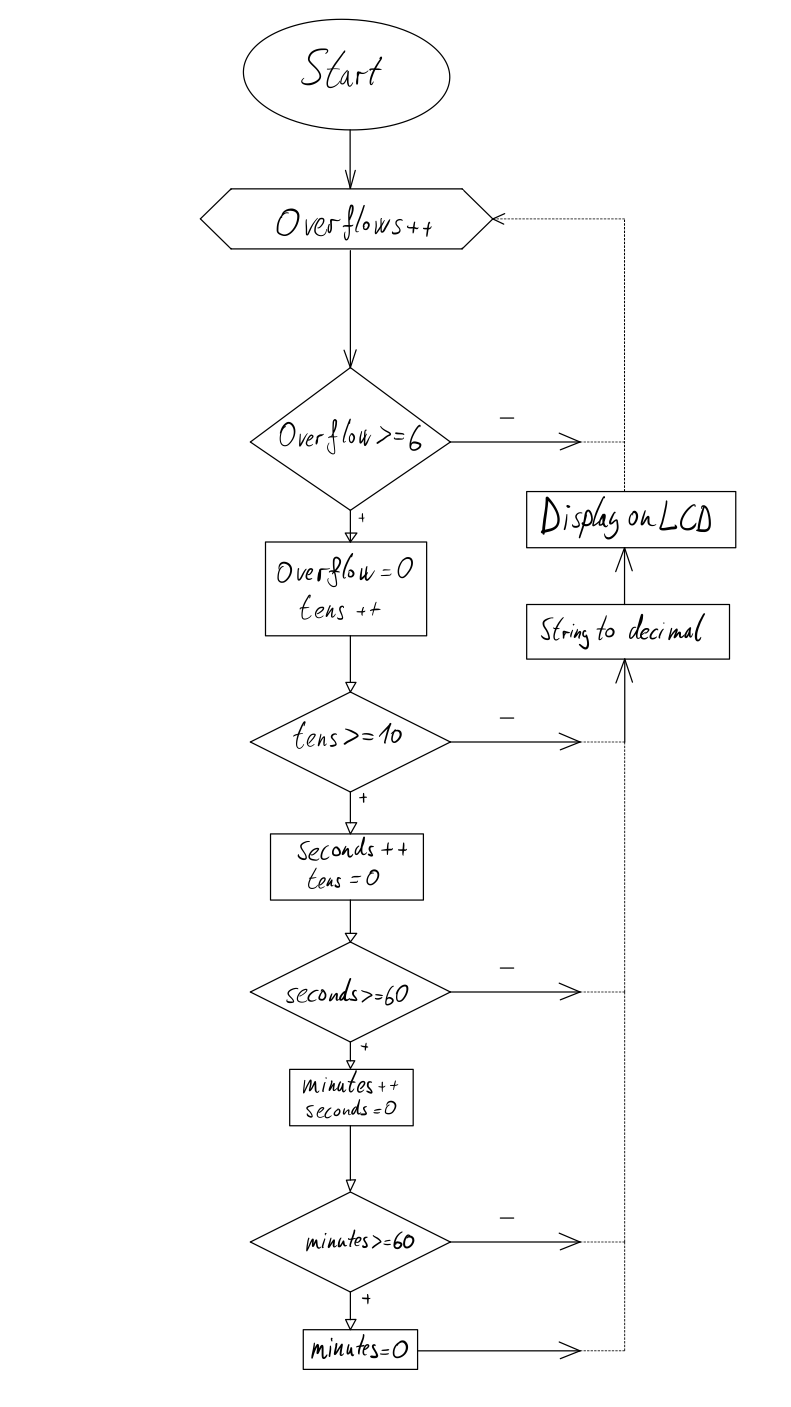 Start
Overflows++
Overflow>=6
–
+
Display on LCD
Overflow=0
tens ++
String to decimal
tens>=10
–
+
Seconds++
tens=0
seconds>=60
–
+
minutes++
seconds=0
minutes>=60
–
+
minutes=0